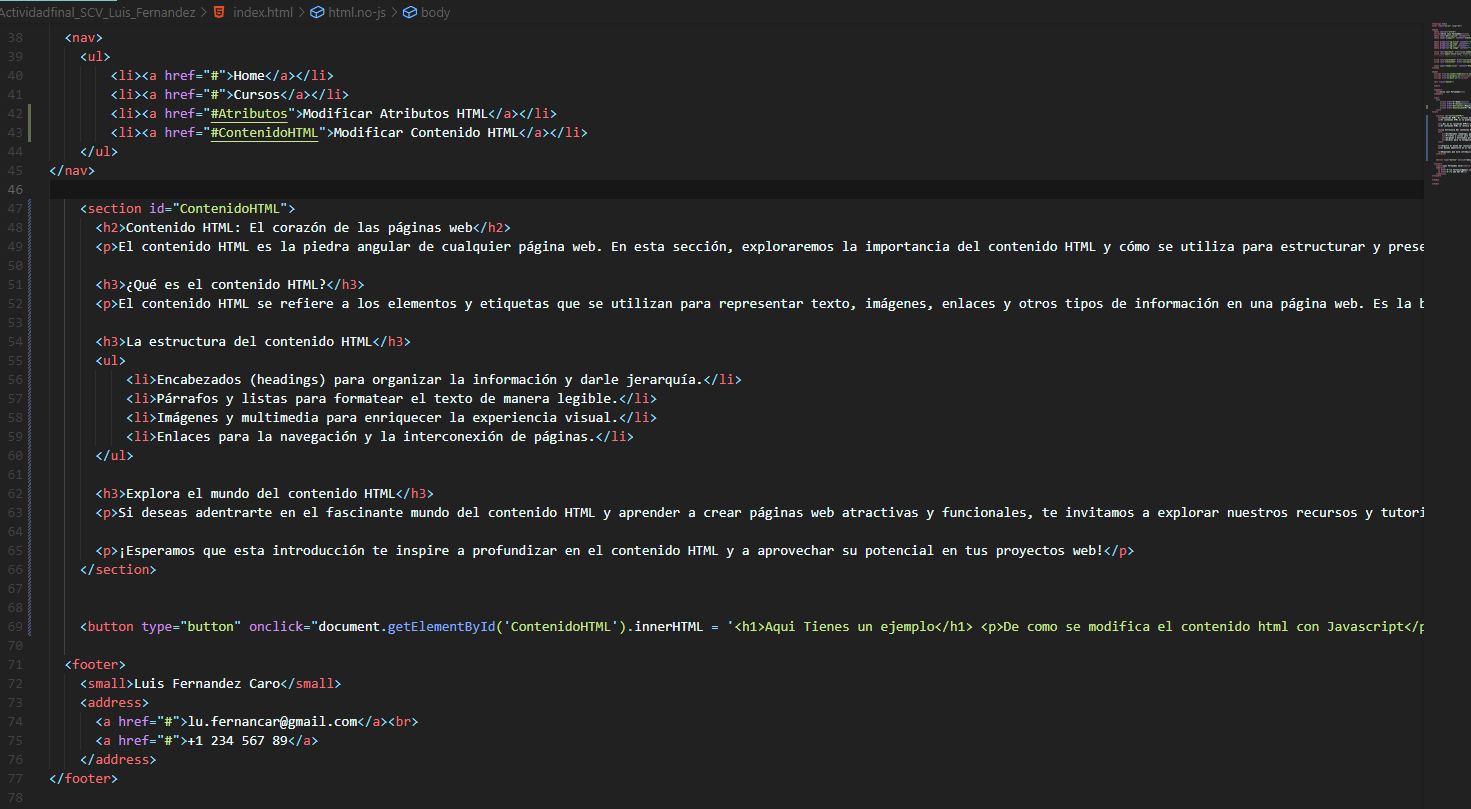 Actividadfinal_SCV_Luis_Fernandez > index.html > html.no-js > body
38 <nav>
39 <ul>
40 <li><a href="#">Home</a></li>
41 <li><a href="#">Cursos</a></li>
42 <li><a href="#Atributos">Modificar Atributos HTML</a></li>
43 <li><a href="#ContenidoHTML">Modificar Contenido HTML</a></li>
44 </ul>
45 </nav>
46
47 <section id="ContenidoHTML">
48 <h2>Contenido HTML: El corazón de las páginas web</h2>
49 <p>El contenido HTML es la piedra angular de cualquier página web. En esta sección, exploraremos la importancia del contenido HTML y cómo se utiliza para estructurar y prese
50
51 <h3>¿Qué es el contenido HTML?</h3>
52 <p>El contenido HTML se refiere a los elementos y etiquetas que se utilizan para representar texto, imágenes, enlaces y otros tipos de información en una página web. Es la b
53
54 <h3>La estructura del contenido HTML</h3>
55 <ul>
56 <li>Encabezados (headings) para organizar la información y darle jerarquía.</li>
57 <li>Párrafos y listas para formatear el texto de manera legible.</li>
58 <li>Imágenes y multimedia para enriquecer la experiencia visual.</li>
59 <li>Enlaces para la navegación y la interconexión de páginas.</li>
60 </ul>
61
62 <h3>Explora el mundo del contenido HTML</h3>
63 <p>Si deseas adentrarte en el fascinante mundo del contenido HTML y aprender a crear páginas web atractivas y funcionales, te invitamos a explorar nuestros recursos y tutori
64
65 <p>¡Esperamos que esta introducción te inspire a profundizar en el contenido HTML y a aprovechar su potencial en tus proyectos web!</p>
66 </section>
67
68
69 <button type="button" onclick="document.getElementById('ContenidoHTML').innerHTML = '<h1>Aqui Tienes un ejemplo</h1> <p>De como se modifica el contenido html con Javascript</p
70
71 <footer>
72 <small>Luis Fernandez Caro</small>
73 <address>
74 <a href="#">lu.fernancar@gmail.com</a><br>
75 <a href="#">+1 234 567 89</a>
76 </address>
77 </footer>
78